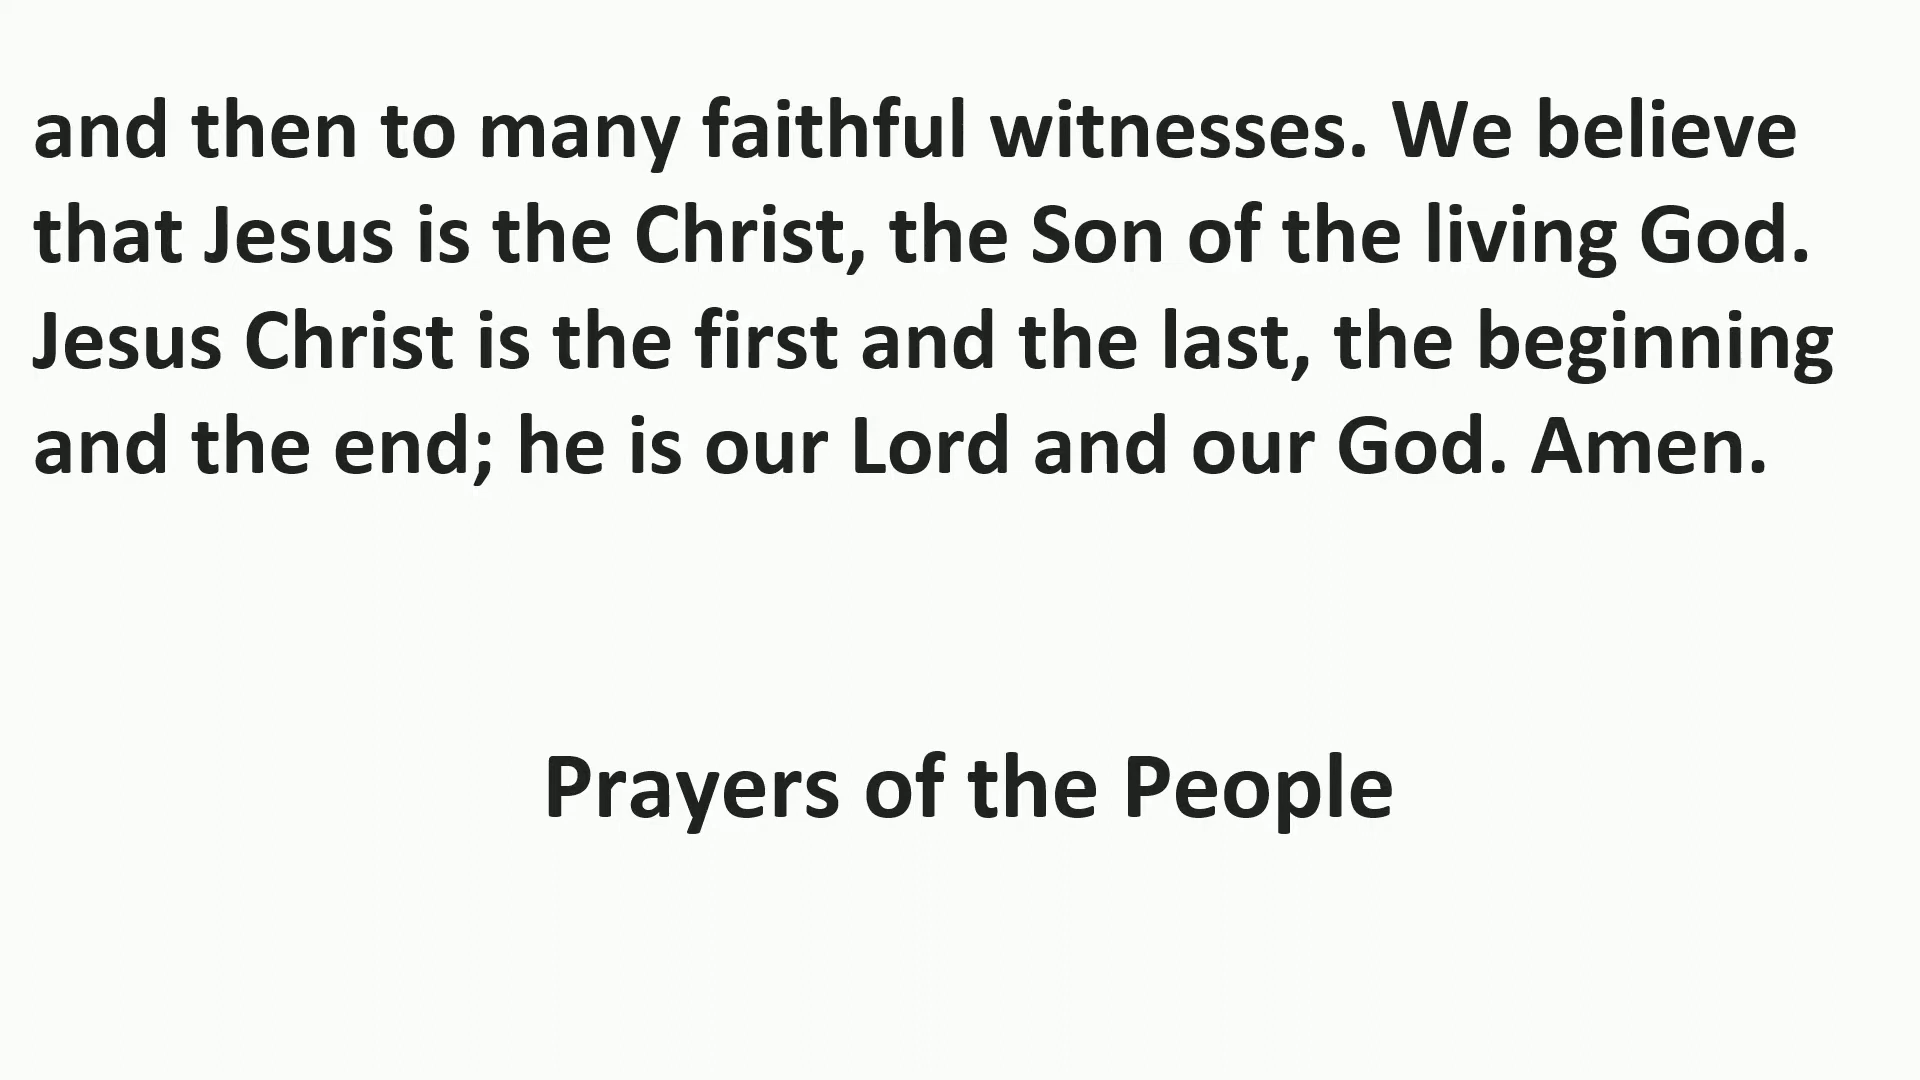 and then to many faithful witnesses. We believe
that Jesus is the Christ, the Son of the living God.
Jesus Christ is the first and the last, the beginning
and the end; he is our Lord and our God. Amen.
Prayers of the People